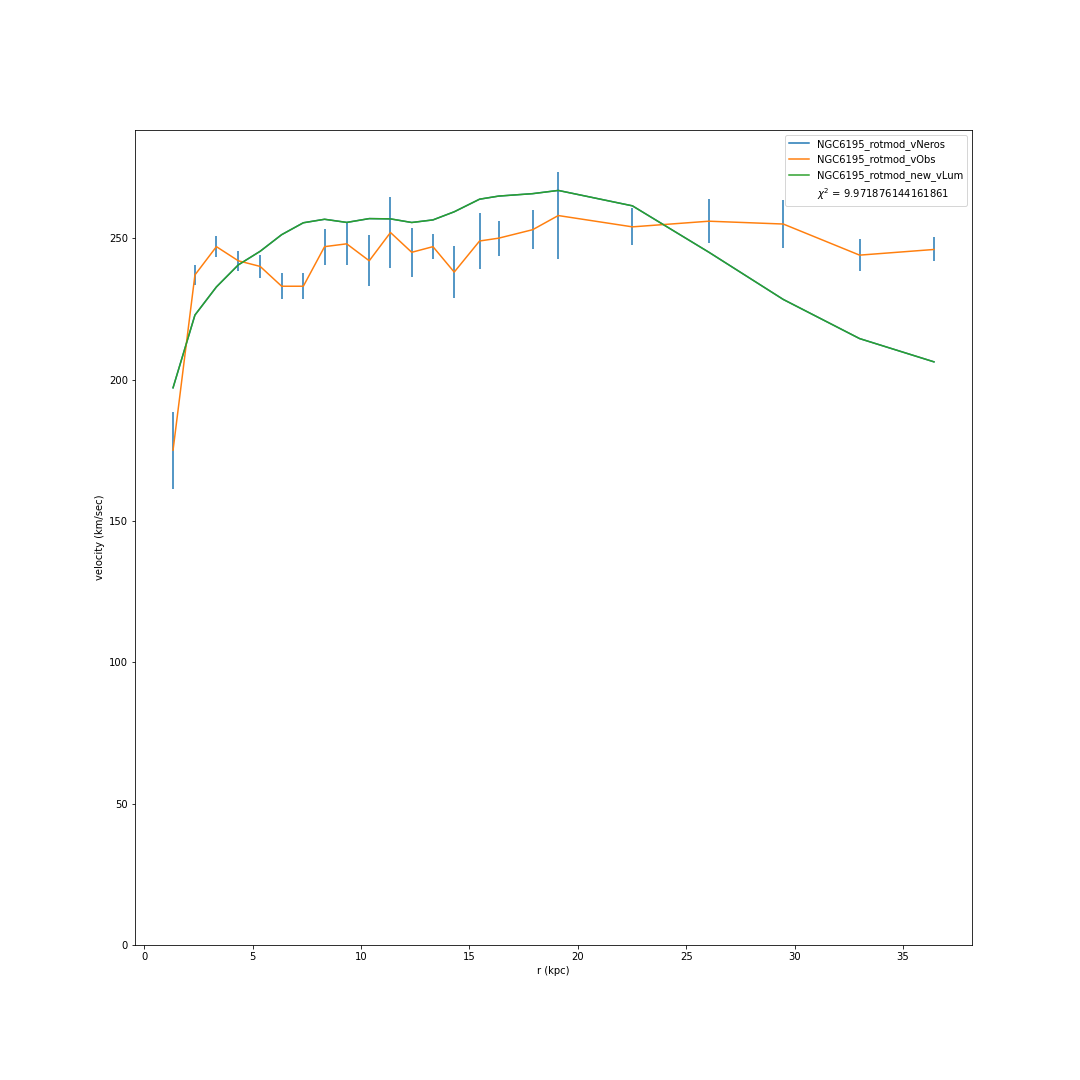 NGC6195_rotmod_vNeros
NGC6195_rotmod_vObs
NGC6195_rotmod_new_vLum
χ² = 9.971876144161861
250
200
150
100
50
0
velocity (km/sec)
0 5 10 15 20 25 30 35
r (kpc)